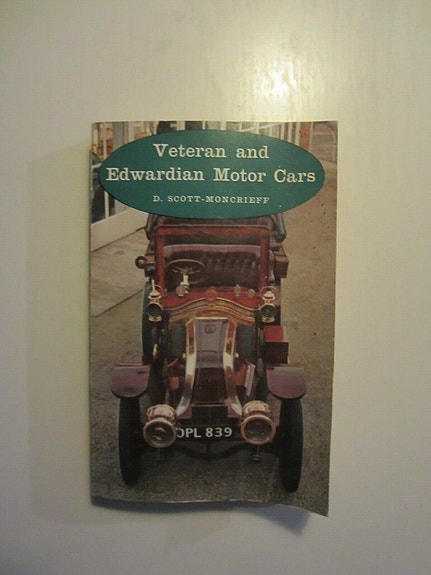 Veteran and
Edwardian Motor Cars
D. SCOTT-MONCRIEFF
OPL 839